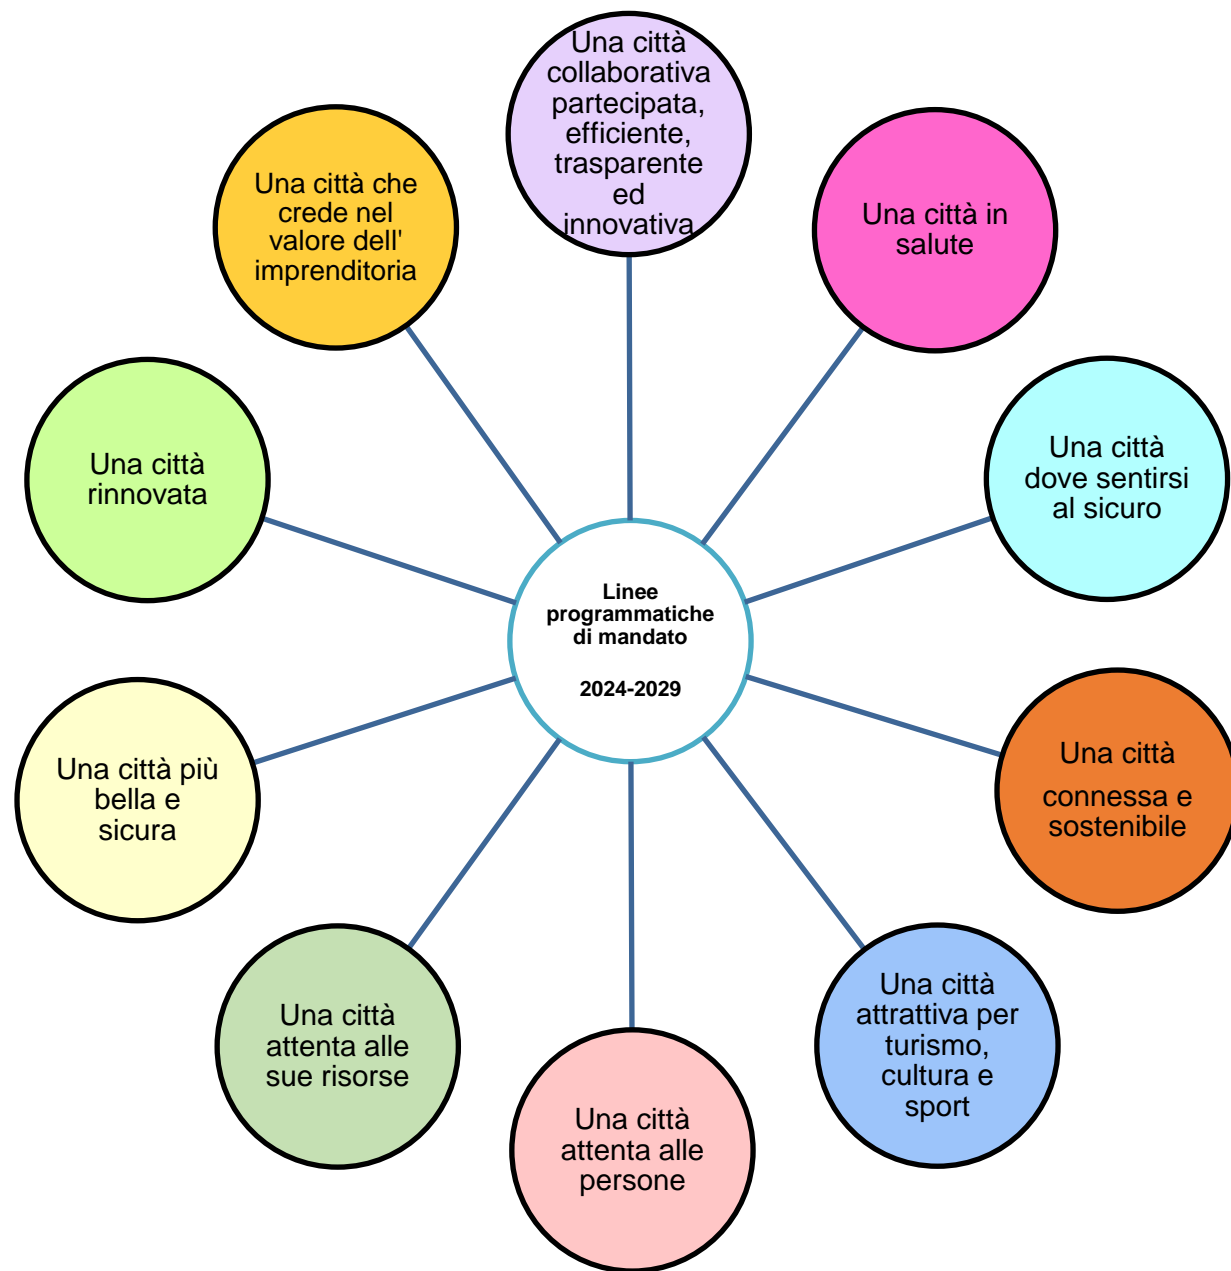 Una città
collaborativa
partecipata,
efficiente,
trasparente
ed
innovativa
Una città in
salute
Una città
dove sentirsi
al sicuro
Una città
connessa e
sostenibile
Una città
attrattiva per
turismo,
cultura e
sport
Una città
attenta alle
persone
Una città
attenta alle
sue risorse
Una città più
bella e
sicura
Una città
rinnovata
Una città che
crede nel
valore dell'
imprenditoria
Linee
programmatiche
di mandato
2024-2029